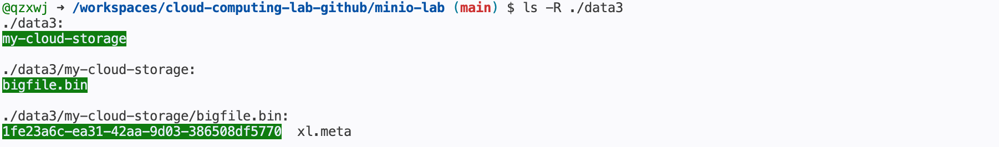 @qzxwj → /workspaces/cloud-computing-lab-github/minio-lab (main) $ ls -R ./data3
./data3:
my-cloud-storage
./data3/my-cloud-storage:
bigfile.bin
./data3/my-cloud-storage/bigfile.bin:
1fe23a6c-ea31-42aa-9d03-386508df5770  xl.meta